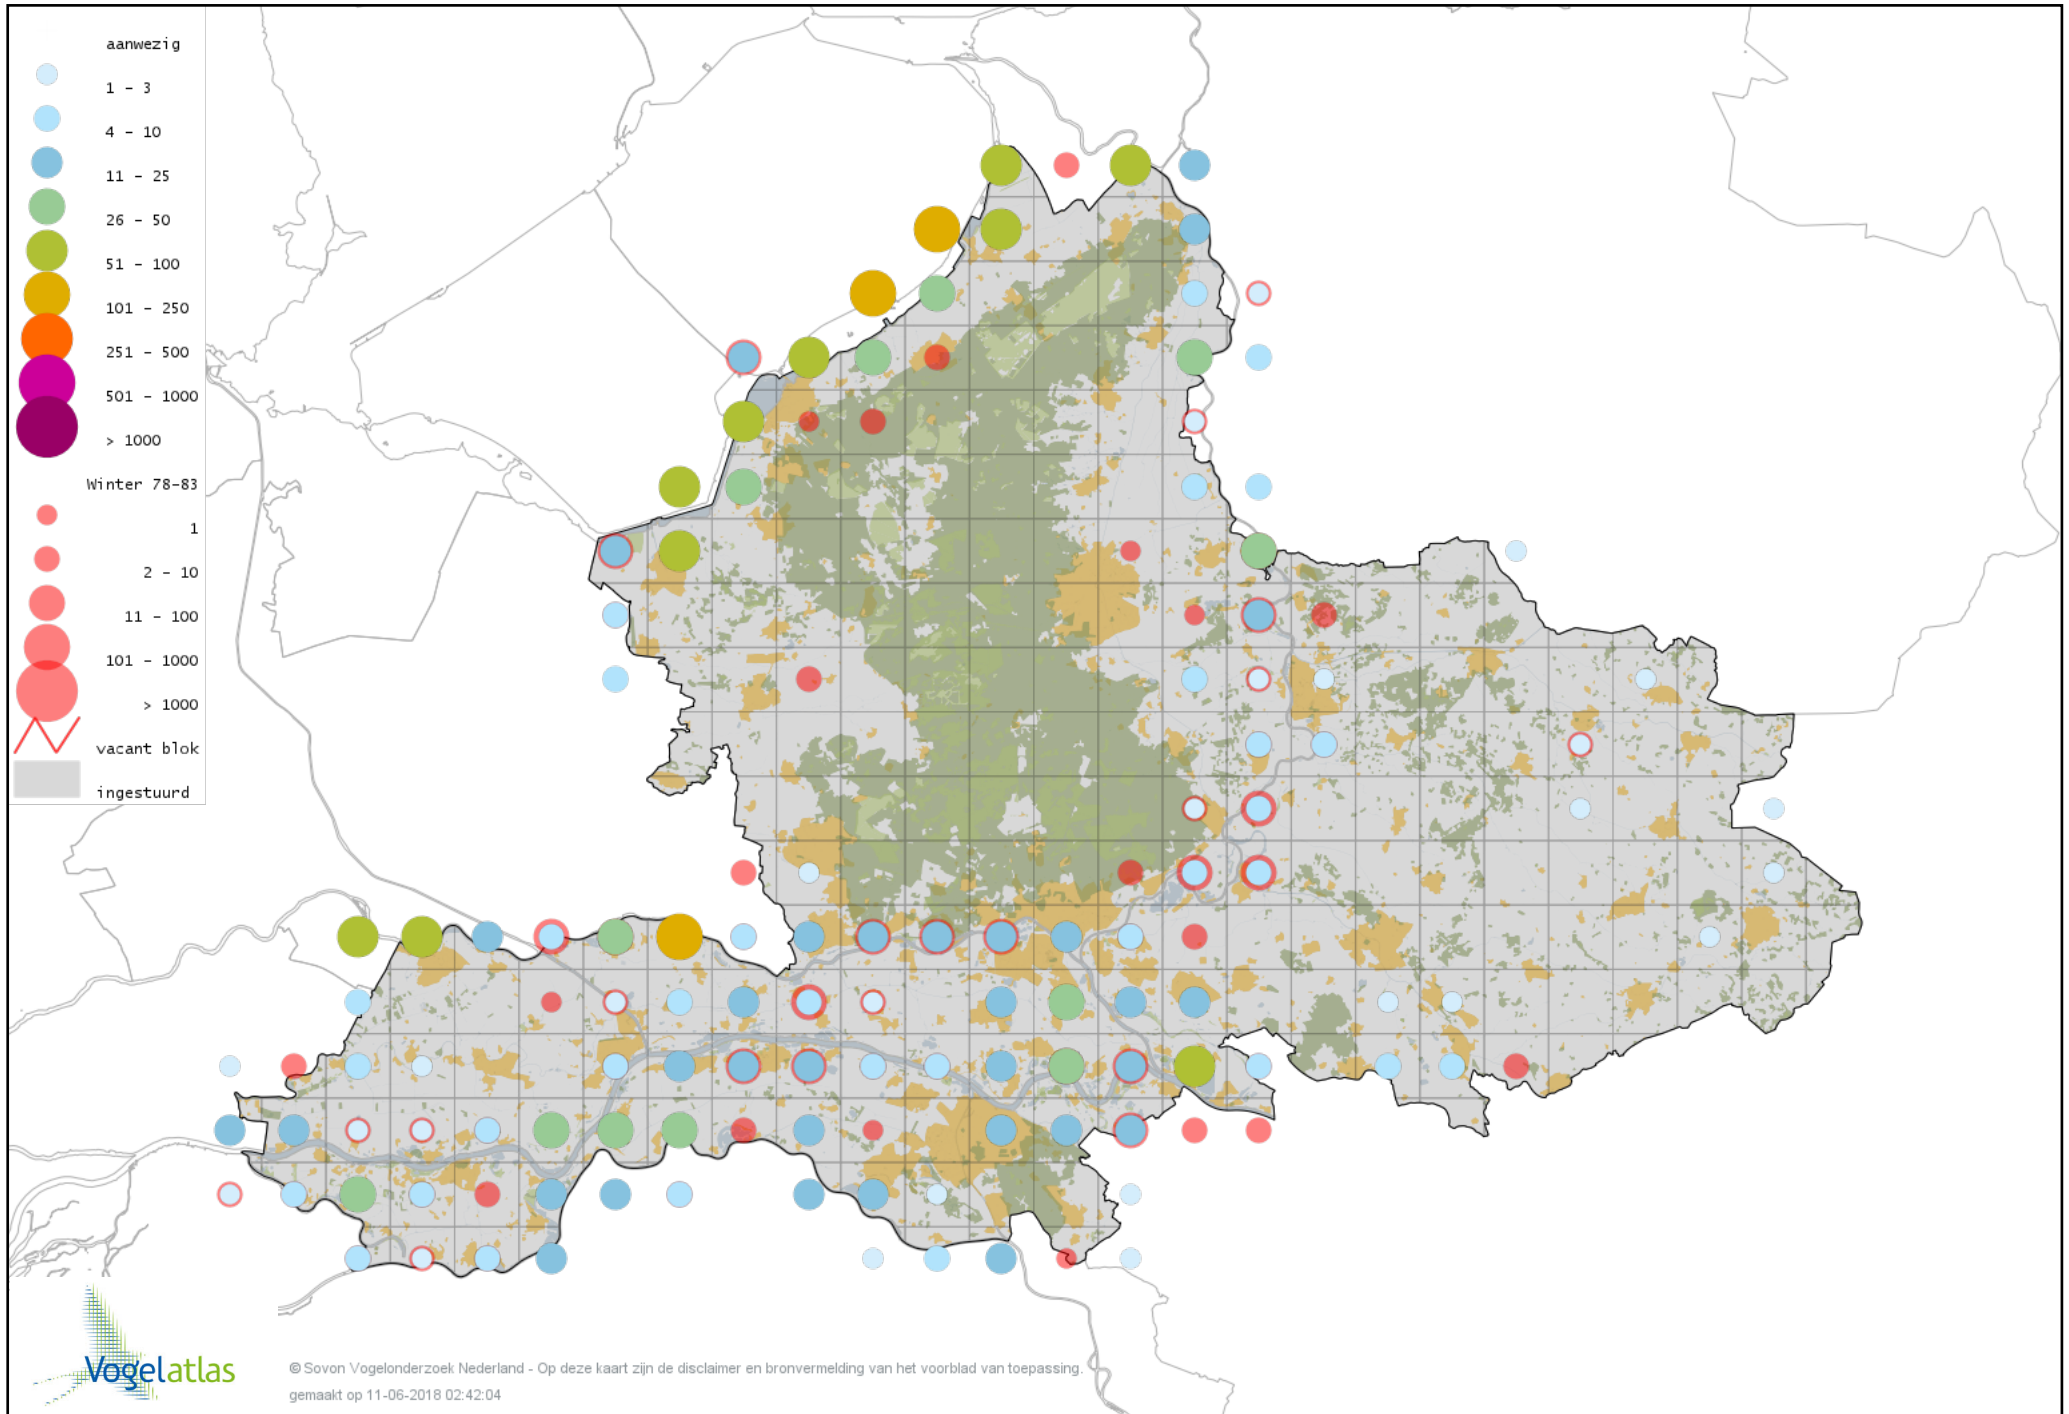 aanwezig
1 - 3
4 - 10
11 - 25
26 - 50
51 - 100
101 - 250
251 - 500
501 - 1000
> 1000
Winter 78-83
1
2 - 10
11 - 100
101 - 1000
> 1000
vacant blok
ingestuurd
Vogelatlas
© Sovon Vogelonderzoek Nederland - Op deze kaart zijn de disclaimer en bronvermelding van het voorblad van toepassing.
gemaakt op 11-06-2018 02:42:04